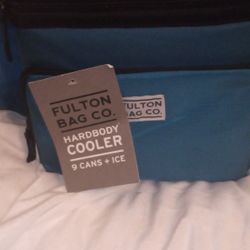 FULTON
BAG CO.
HARDBODY
COOLER
9 CANS + ICE
FULTON
BAG CO.